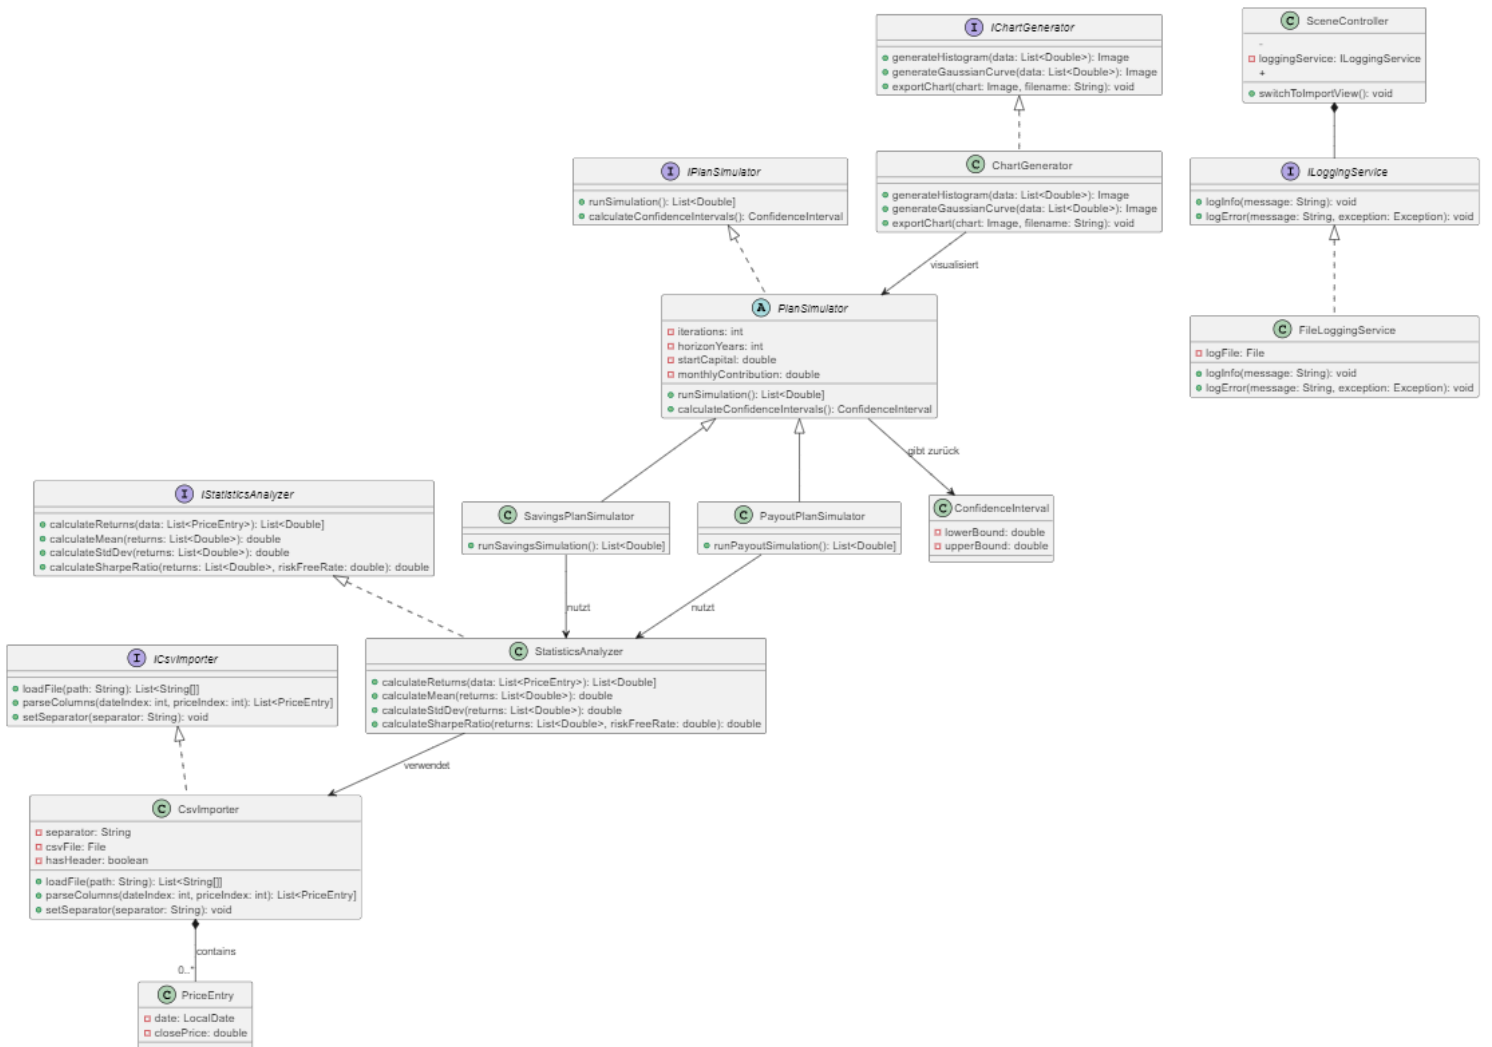 I IChartGenerator
generateHistogram(data: List<Double>): Image
generateGaussianCurve(data: List<Double>): Image
exportChart(chart: Image, filename: String): void
C SceneController
-
loggingService: ILoggingService
+
switchToImportView(): void
I IPlanSimulator
runSimulation(): List<Double]
calculateConfidenceIntervals(): ConfidenceInterval
C ChartGenerator
generateHistogram(data: List<Double>): Image
generateGaussianCurve(data: List<Double>): Image
exportChart(chart: Image, filename: String): void
I ILoggingService
logInfo(message: String): void
logError(message: String, exception: Exception): void
visualisiert
A PlanSimulator
iterations: int
horizonYears: int
startCapital: double
monthlyContribution: double
runSimulation(): List<Double]
calculateConfidenceIntervals(): ConfidenceInterval
C FileLoggingService
logFile: File
logInfo(message: String): void
logError(message: String, exception: Exception): void
gibt zurück
I IStatisticsAnalyzer
calculateReturns(data: List<PriceEntry>): List<Double]
calculateMean(returns: List<Double>): double
calculateStdDev(returns: List<Double>): double
calculateSharpeRatio(returns: List<Double>, riskFreeRate: double): double
C SavingsPlanSimulator
runSavingsSimulation(): List<Double]
C PayoutPlanSimulator
runPayoutSimulation(): List<Double]
C ConfidenceInterval
lowerBound: double
upperBound: double
nutzt
nutzt
I ICsvImporter
loadFile(path: String): List<String[]]
parseColumns(dateIndex: int, priceIndex: int): List<PriceEntry]
setSeparator(separator: String): void
C StatisticsAnalyzer
calculateReturns(data: List<PriceEntry>): List<Double]
calculateMean(returns: List<Double>): double
calculateStdDev(returns: List<Double>): double
calculateSharpeRatio(returns: List<Double>, riskFreeRate: double): double
verwendet
C CsvImporter
separator: String
csvFile: File
hasHeader: boolean
loadFile(path: String): List<String[]]
parseColumns(dateIndex: int, priceIndex: int): List<PriceEntry]
setSeparator(separator: String): void
contains
0..*
C PriceEntry
date: LocalDate
closePrice: double